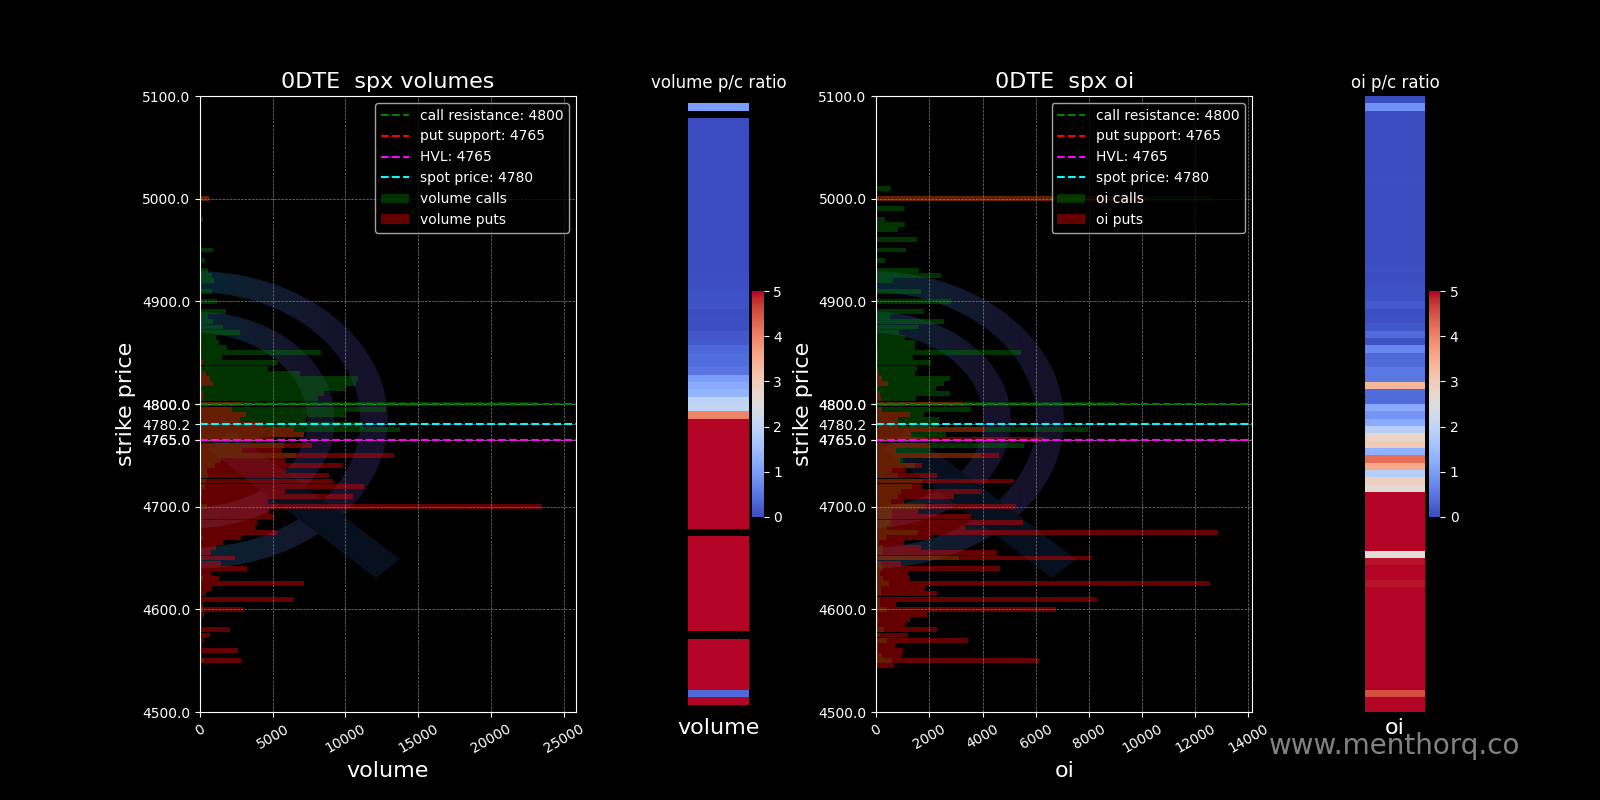 0DTE  spx volumes
5100.0
5000.0
4900.0
4800.0
4780.2
4765.0
4700.0
4600.0
4500.0
strike price
call resistance: 4800
put support: 4765
HVL: 4765
spot price: 4780
volume calls
volume puts
0
5000
10000
15000
20000
25000
volume
volume p/c ratio
5
4
3
2
1
0
volume
0DTE  spx oi
5100.0
5000.0
4900.0
4800.0
4780.2
4765.0
4700.0
4600.0
4500.0
strike price
call resistance: 4800
put support: 4765
HVL: 4765
spot price: 4780
oi calls
oi puts
0
2000
4000
6000
8000
10000
12000
14000
oi
oi p/c ratio
5
4
3
2
1
0
oi
www.menthorq.co